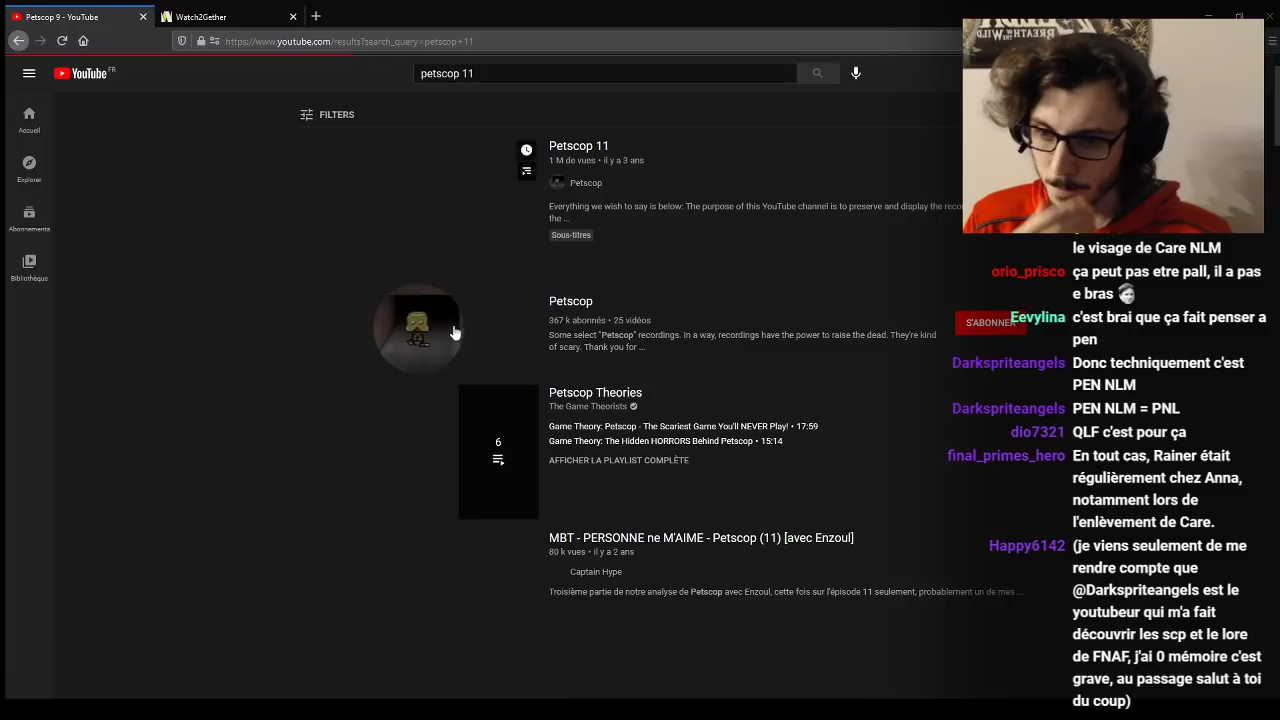 Petscop 9 - YouTube
Watch2Gether
https://www.youtube.com/results?search_query=petscop+11
YouTube FR
petscop 11
FILTERS
Accueil
Explorer
Abonnements
Bibliothèque
Petscop 11
1 M de vues • il y a 3 ans
Petscop
Everything we wish to say is below: The purpose of this YouTube channel is to preserve and display the reco
the ...
Sous-titres
Petscop
367 k abonnés • 25 vidéos
Some select "Petscop" recordings. In a way, recordings have the power to raise the dead. They're kind
of scary. Thank you for ...
S'ABONNER
Petscop Theories
The Game Theorists
6
Game Theory: Petscop - The Scariest Game You'll NEVER Play! • 17:59
Game Theory: The Hidden HORRORS Behind Petscop • 15:14
AFFICHER LA PLAYLIST COMPLÈTE
MBT - PERSONNE ne M'AIME - Petscop (11) [avec Enzoul]
80 k vues • il y a 2 ans
Captain Hype
Troisième partie de notre analyse de Petscop avec Enzoul, cette fois sur l'épisode 11 seulement, probablement un de mes ...
le visage de Care NLM
orio_prisco ça peut pas etre pall, il a pas
e bras
Eevylina c'est brai que ça fait penser a
pen
Darkspriteangels Donc techniquement c'est
PEN NLM
Darkspriteangels PEN NLM = PNL
dio7321 QLF c'est pour ça
final_primes_hero En tout cas, Rainer était
régulièrement chez Anna,
notamment lors de
l'enlèvement de Care.
Happy6142 (je viens seulement de me
rendre compte que
@Darkspriteangels est le
youtubeur qui m'a fait
découvrir les scp et le lore
de FNAF, j'ai 0 mémoire c'est
grave, au passage salut à toi
du coup)